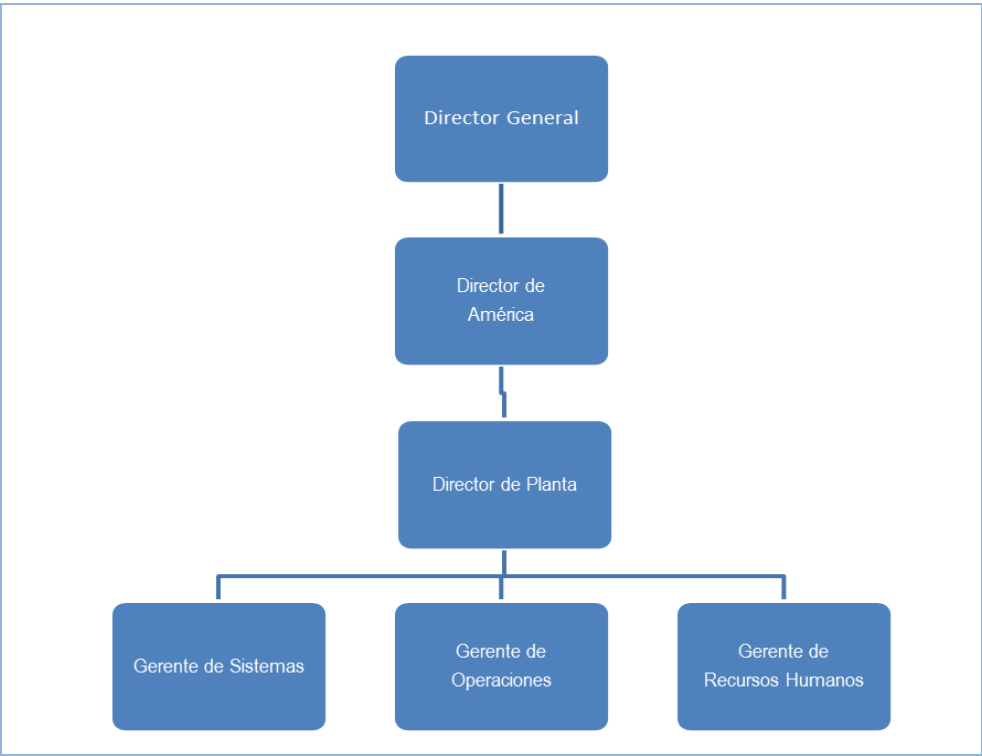 Director General
Director de
América
Director de Planta
Gerente de Sistemas
Gerente de
Operaciones
Gerente de
Recursos Humanos